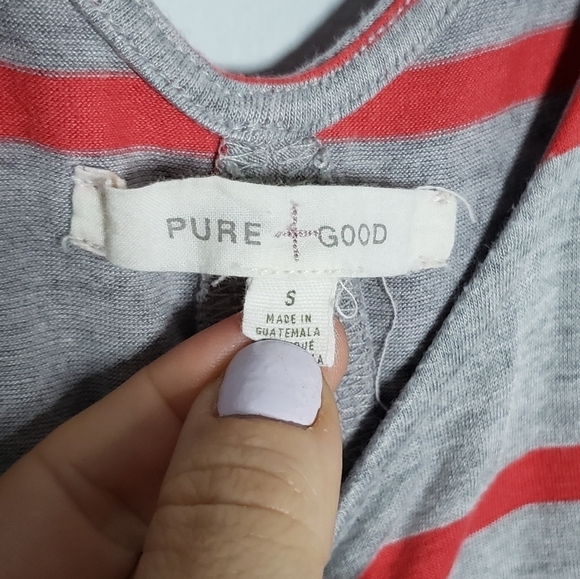 PURE + GOOD
S
MADE IN
GUATEMALA